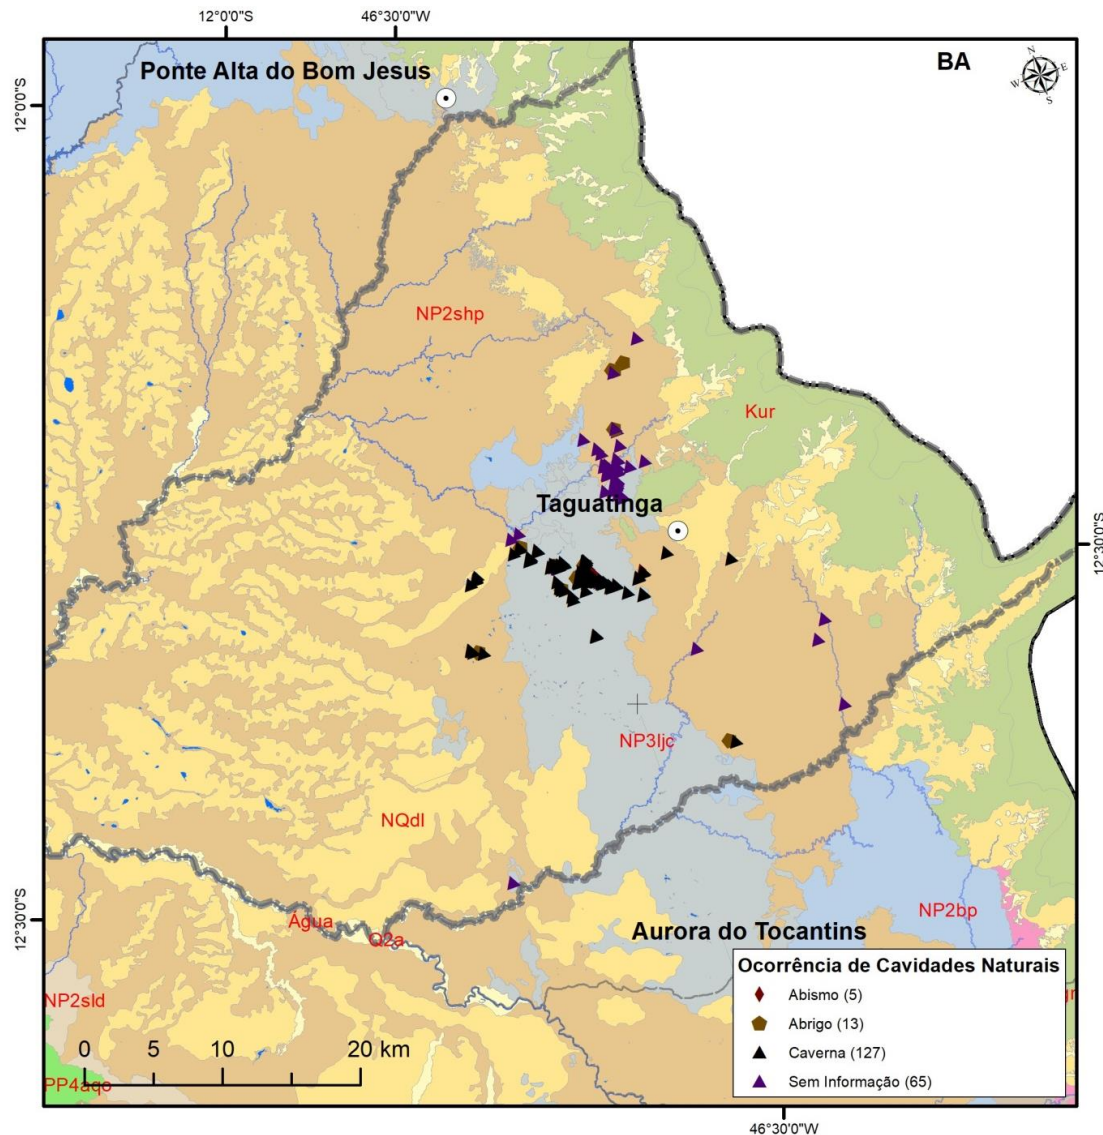 12°0'0"S
46°30'0"W
Ponte Alta do Bom Jesus
BA
N
W
E
S
12°0'0"S
NP2shp
Kur
Taguatinga
12°30'0"S
NP3ljc
NQdl
Água
Q2a
NP2bp
12°30'0"S
Aurora do Tocantins
NP2sld
Ocorrência de Cavidades Naturais
Abismo (5)
Abrigo (13)
Caverna (127)
Sem Informação (65)
0 5 10 20 km
PP4aqo
46°30'0"W